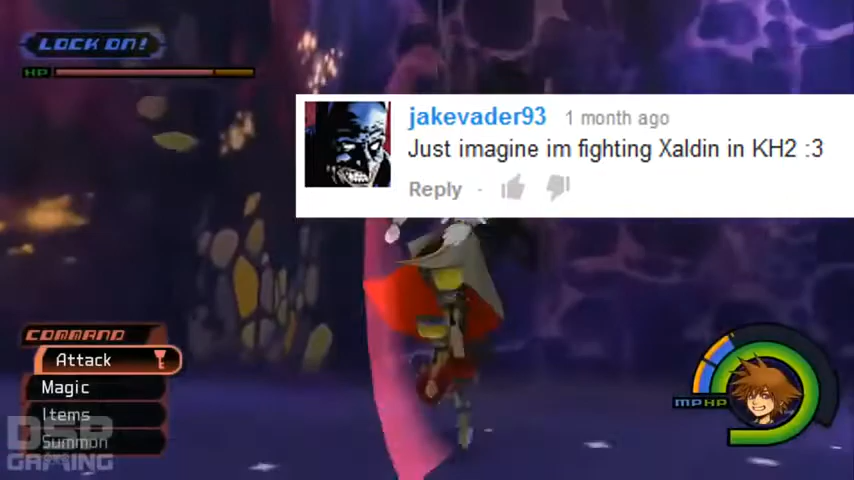 LOCK ON!
HP
jakevader93 1 month ago
Just imagine im fighting Xaldin in KH2 :3
Reply -
COMMAND
Attack
Magic
Items
Summon
MP HP
DSP
GAMING